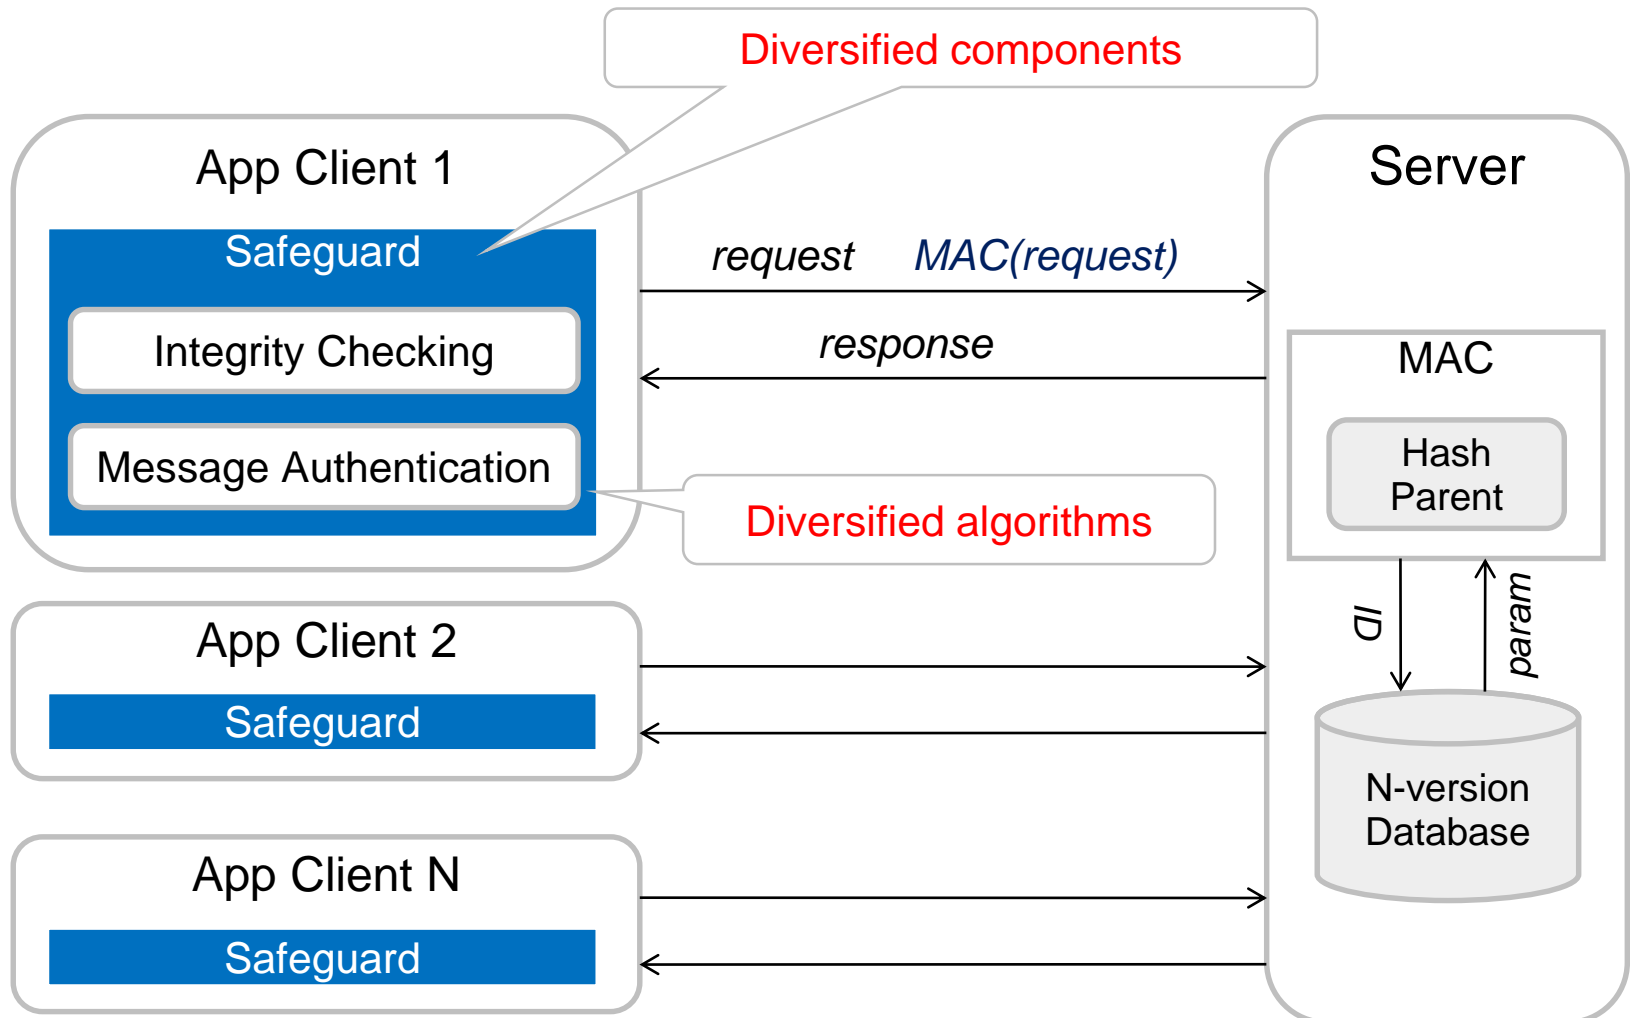 Diversified components
App Client 1
Safeguard
Integrity Checking
Message Authentication
Diversified algorithms
request MAC(request)
response
Server
MAC
Hash
Parent
ID
param
N-version
Database
App Client 2
Safeguard
App Client N
Safeguard